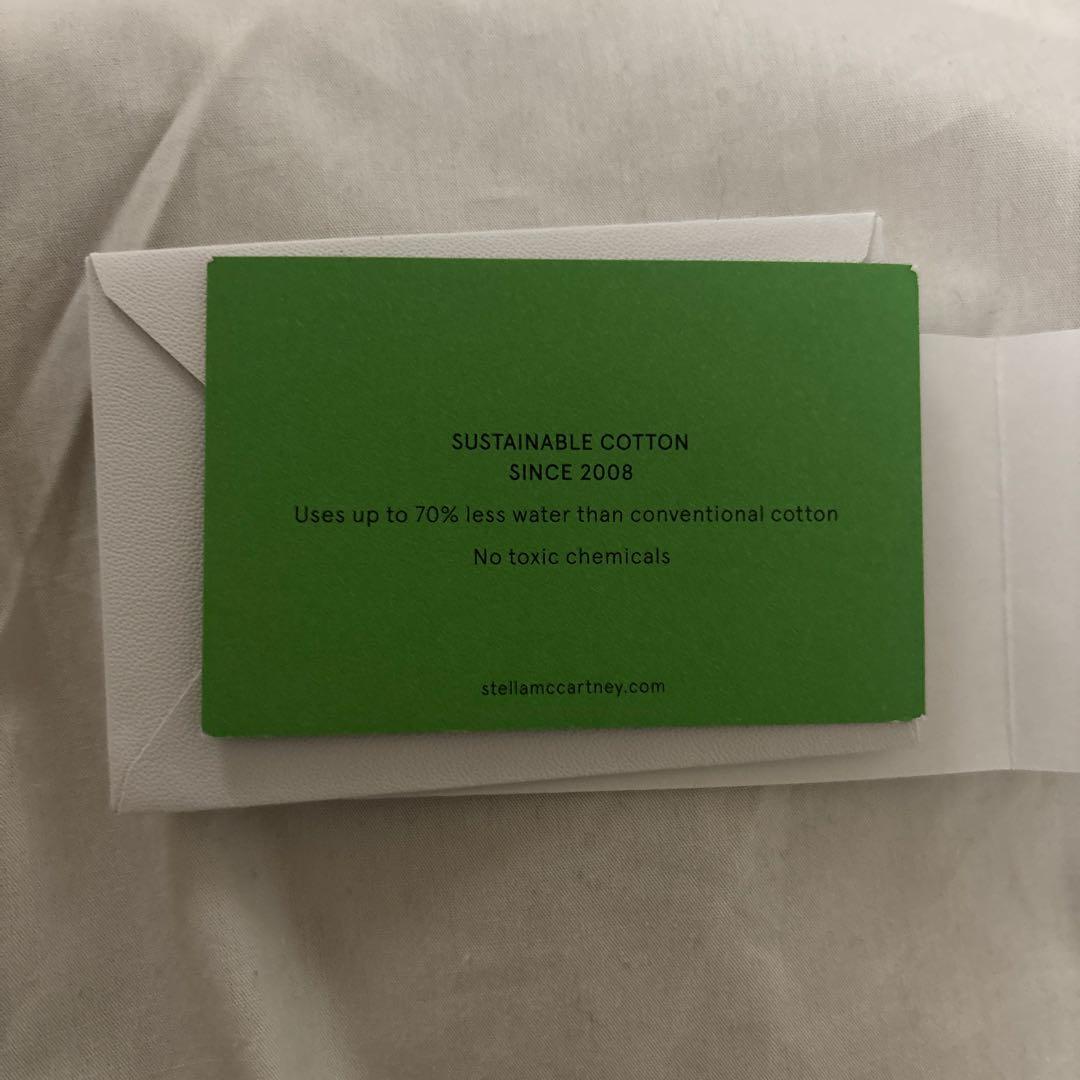 SUSTAINABLE COTTON
SINCE 2008
Uses up to 70% less water than conventional cotton
No toxic chemicals
stellamccartney.com